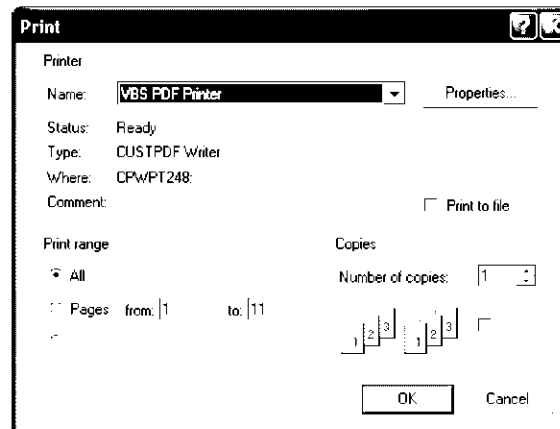 Print
Printer
Name: VBS PDF Printer Properties...
Status: Ready
Type: CUSTPDF Writer
Where: CPWPT248:
Comment:
Print to file
Print range
Copies
All
Number of copies: 1
Pages from: 1 to: 11
1 2 3 1 2 3
OK Cancel